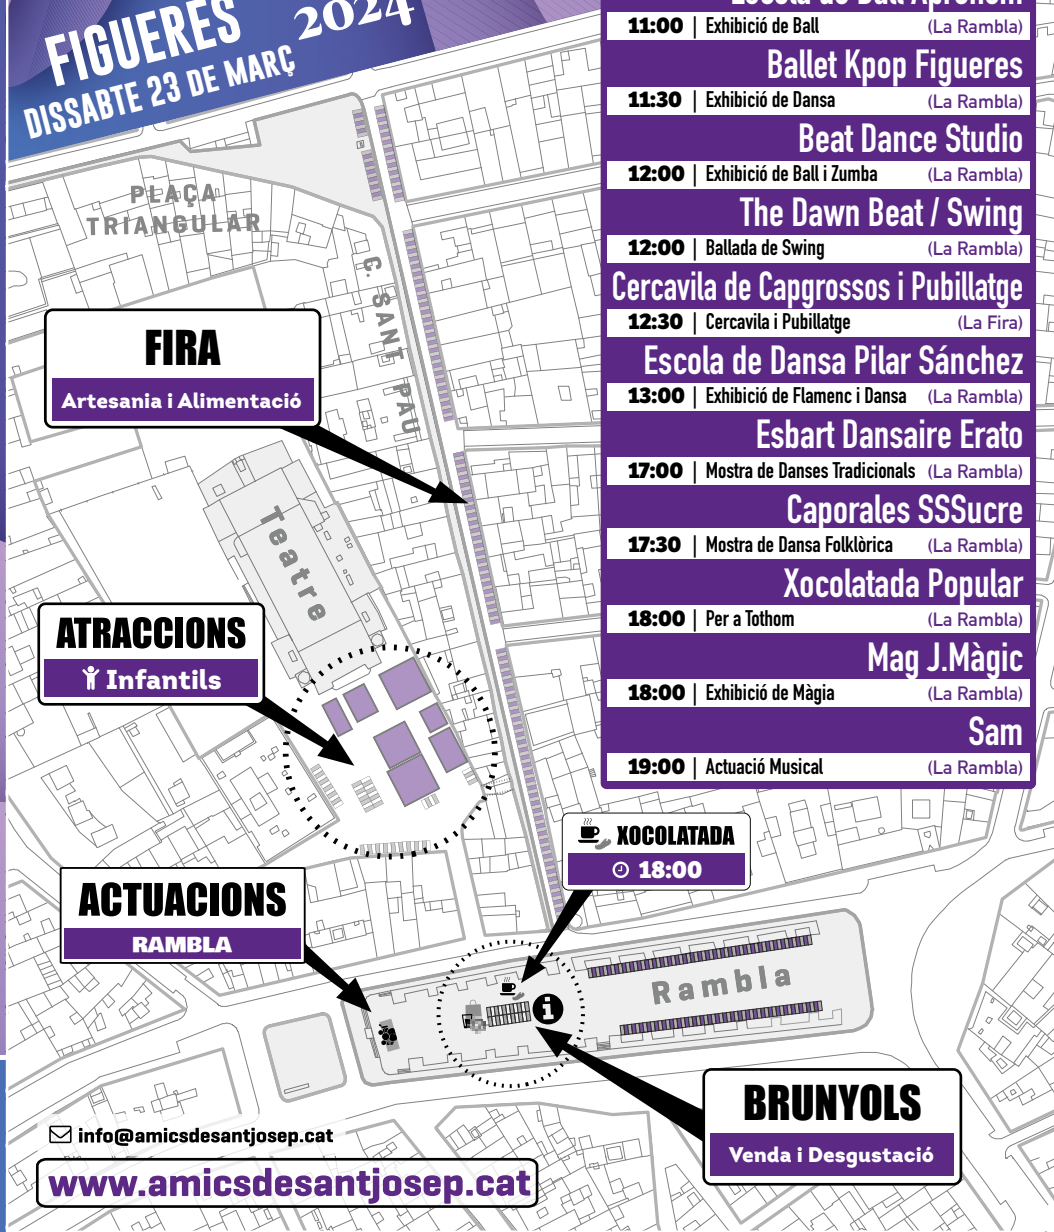 FIGUERES 2024
DISSABTE 23 DE MARÇ
Escola de Ball Aprenem
11:00 | Exhibició de Ball (La Rambla)
Ballet Kpop Figueres
11:30 | Exhibició de Dansa (La Rambla)
Beat Dance Studio
12:00 | Exhibició de Ball i Zumba (La Rambla)
The Dawn Beat / Swing
12:00 | Ballada de Swing (La Rambla)
Cercavila de Capgrossos i Pubillatge
12:30 | Cercavila i Pubillatge (La Fira)
Escola de Dansa Pilar Sánchez
13:00 | Exhibició de Flamenc i Dansa (La Rambla)
Esbart Dansaire Erato
17:00 | Mostra de Danses Tradicionals (La Rambla)
Caporales SSSucre
17:30 | Mostra de Dansa Folklòrica (La Rambla)
Xocolatada Popular
18:00 | Per a Tothom (La Rambla)
Mag J.Màgic
18:00 | Exhibició de Màgia (La Rambla)
Sam
19:00 | Actuació Musical (La Rambla)
PLAÇA
TRIANGULAR
C. SANT PAU
FIRA
Artesania i Alimentació
Teatre
ATRACCIONS
Infantils
XOCOLATADA
18:00
ACTUACIONS
RAMBLA
Rambla
i
BRUNYOLS
Venda i Desgustació
info@amicsdesantjosep.cat
www.amicsdesantjosep.cat